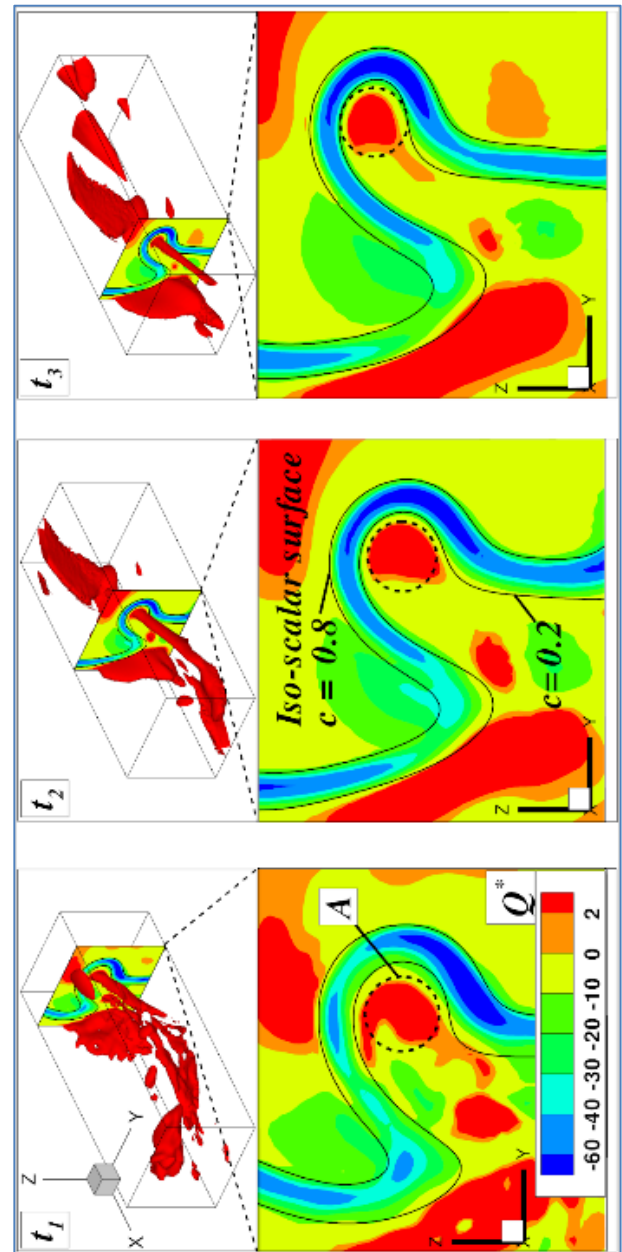 t₁
Z
Y
X
t₂
t₃
A
Q*
-60 -40 -30 -20 -10 0 2
Z
X
Y
Iso-scalar surface
c = 0.8
c=0.2
Z
X
Y
Z
X
Y